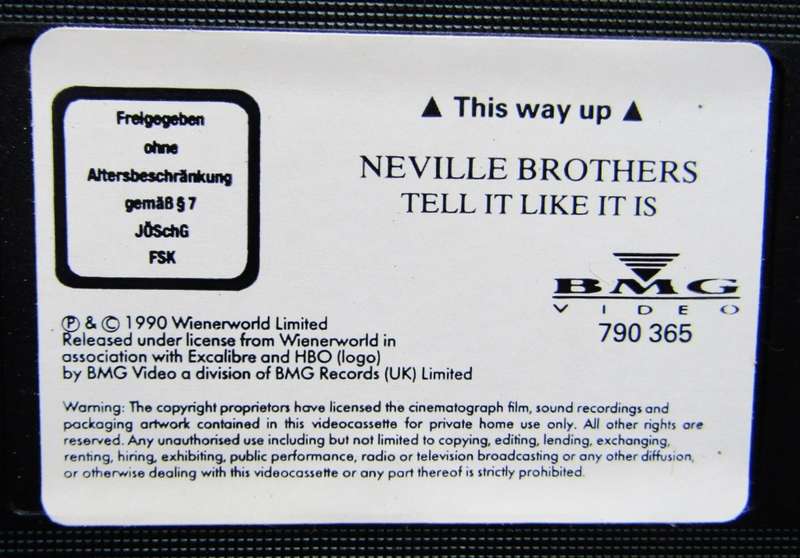 Freigegeben
ohne
Altersbeschränkung
gemäß § 7
JÖSchG
FSK
▲ This way up ▲
NEVILLE BROTHERS
TELL IT LIKE IT IS
BMG
VIDEO
790 365
℗ & © 1990 Wienerworld Limited
Released under license from Wienerworld in
association with Excalibre and HBO (logo)
by BMG Video a division of BMG Records (UK) Limited
Warning: The copyright proprietors have licensed the cinematograph film, sound recordings and
packaging artwork contained in this videocassette for private home use only. All other rights are
reserved. Any unauthorised use including but not limited to copying, editing, lending, exchanging,
renting, hiring, exhibiting, public performance, radio or television broadcasting or any other diffusion,
or otherwise dealing with this videocassette or any part thereof is strictly prohibited.